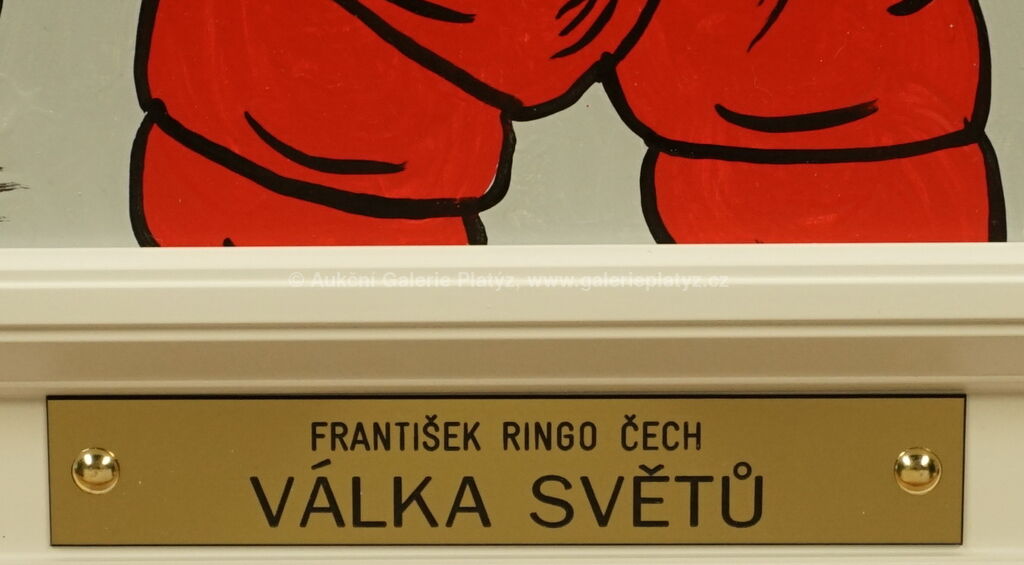 © Aukční Galerie Platýz, www.galerieplatyz.cz
FRANTIŠEK RINGO ČECH
VÁLKA SVĚTŮ